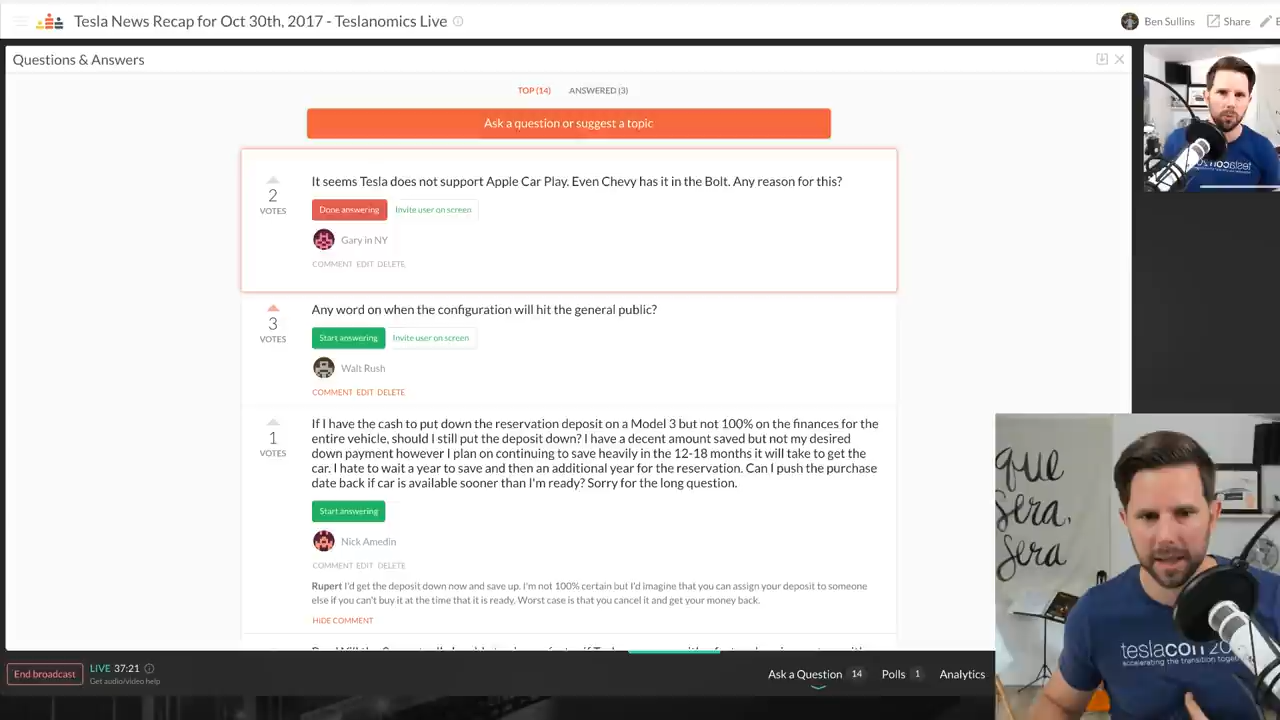 Tesla News Recap for Oct 30th, 2017 - Teslanomics Live
Ben Sullins
Share
Questions & Answers
TOP (14)
ANSWERED (3)
Ask a question or suggest a topic
It seems Tesla does not support Apple Car Play. Even Chevy has it in the Bolt. Any reason for this?
2
VOTES
Done answering
Invite user on screen
Gary in NY
COMMENT EDIT DELETE
Any word on when the configuration will hit the general public?
3
VOTES
Start answering
Invite user on screen
Walt Rush
COMMENT EDIT DELETE
If I have the cash to put down the reservation deposit on a Model 3 but not 100% on the finances for the
entire vehicle, should I still put the deposit down? I have a decent amount saved but not my desired
down payment however I plan on continuing to save heavily in the 12-18 months it will take to get the
car. I hate to wait a year to save and then an additional year for the reservation. Can I push the purchase
date back if car is available sooner than I'm ready? Sorry for the long question.
1
VOTES
Start answering
Nick Amedin
COMMENT EDIT DELETE
Rupert I'd get the deposit down now and save up. I'm not 100% certain but I'd imagine that you can assign your deposit to someone
else if you can't buy it at the time that it is ready. Worst case is that you cancel it and get your money back.
HIDE COMMENT
End broadcast
LIVE 37:21
Get audio/video help
Ask a Question 14
Polls 1
Analytics
que
sera,
sera
teslacon 20
accelerating the transition together